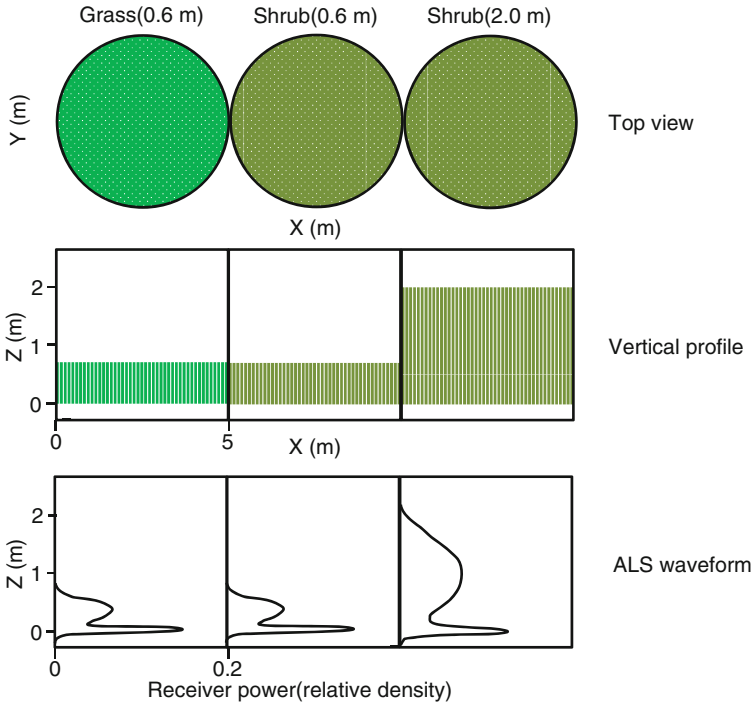 Grass(0.6 m) Shrub(0.6 m) Shrub(2.0 m)
Y (m)
Top view
X (m)
Z (m)
2
1
0
Vertical profile
0 5
X (m)
Z (m)
2
1
0
ALS waveform
0 0.2
Receiver power(relative density)